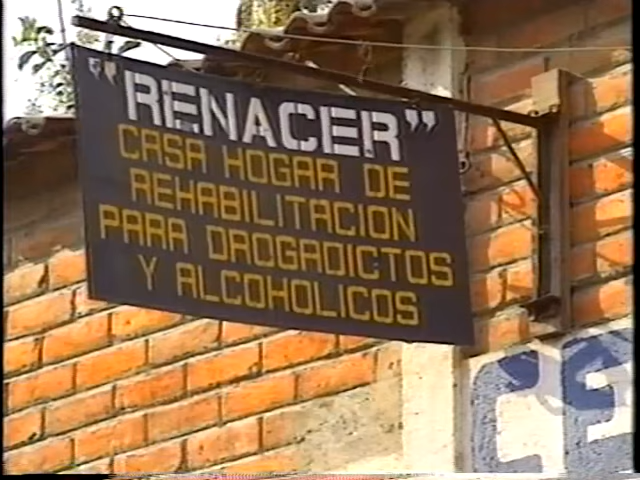 "RENACER"
CASA HOGAR DE
REHABILITACION
PARA DROGADICTOS
Y ALCOHOLICOS